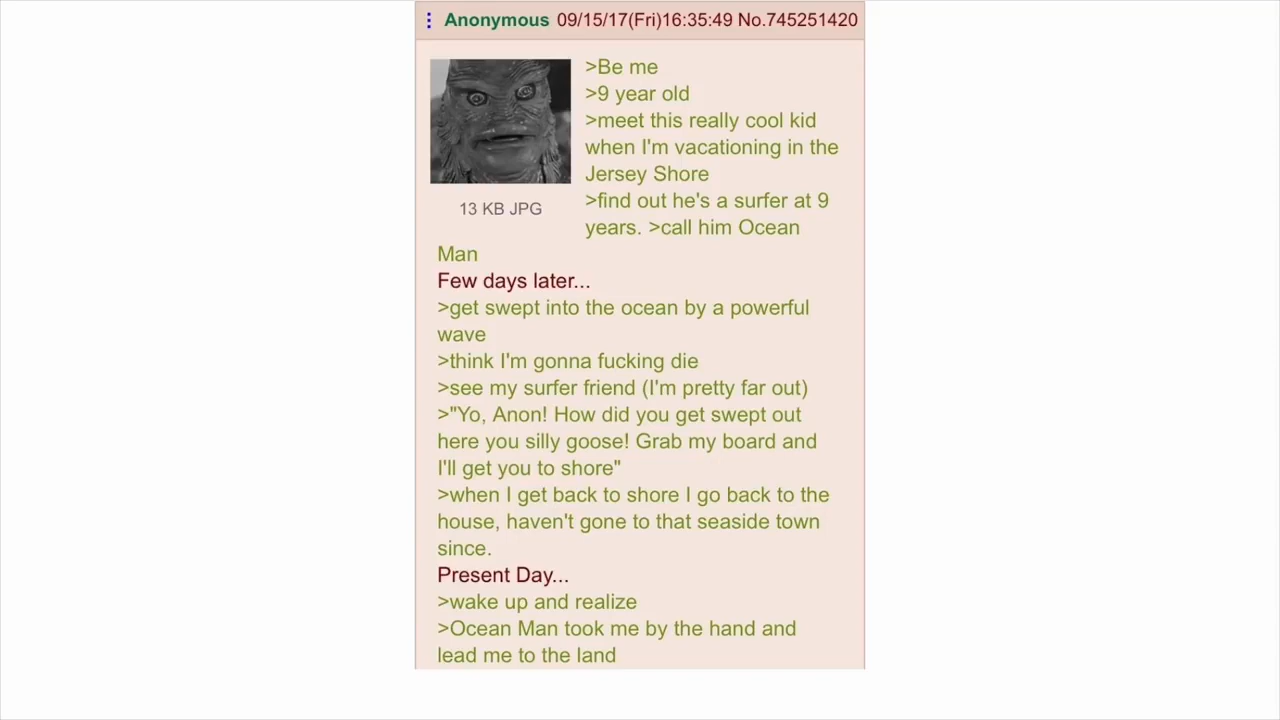 Anonymous 09/15/17(Fri)16:35:49 No.745251420
>Be me
>9 year old
>meet this really cool kid
when I'm vacationing in the
Jersey Shore
>find out he's a surfer at 9
years. >call him Ocean
13 KB JPG
Man
Few days later...
>get swept into the ocean by a powerful
wave
>think I'm gonna fucking die
>see my surfer friend (I'm pretty far out)
>"Yo, Anon! How did you get swept out
here you silly goose! Grab my board and
I'll get you to shore"
>when I get back to shore I go back to the
house, haven't gone to that seaside town
since.
Present Day...
>wake up and realize
>Ocean Man took me by the hand and
lead me to the land